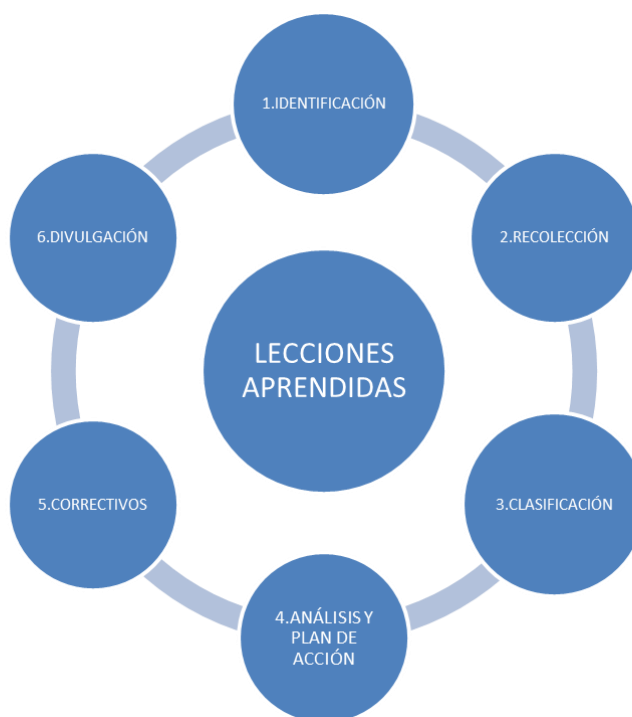 1.IDENTIFICACIÓN
2.RECOLECCIÓN
3.CLASIFICACIÓN
4.ANÁLISIS Y
PLAN DE
ACCIÓN
5.CORRECTIVOS
6.DIVULGACIÓN
LECCIONES
APRENDIDAS